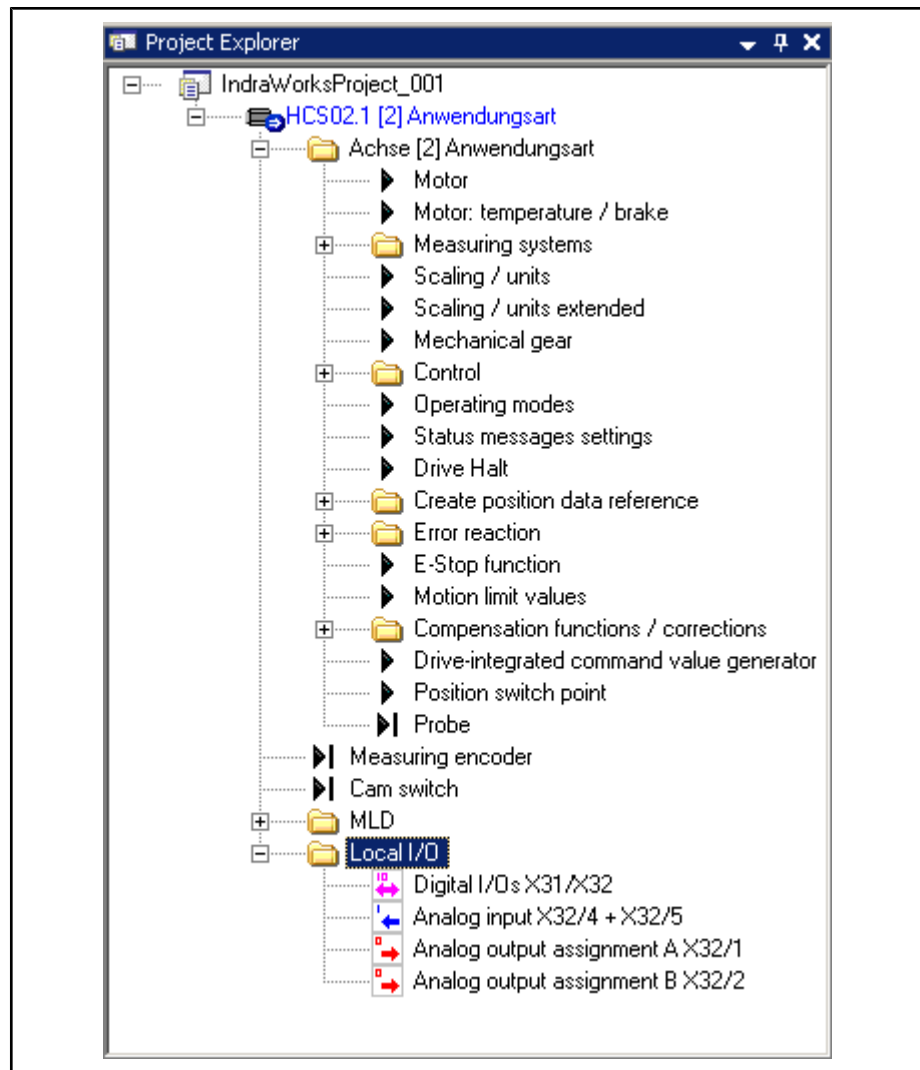 Project Explorer
IndraWorksProject_001
HCS02.1 [2] Anwendungsart
Achse [2] Anwendungsart
Motor
Motor: temperature / brake
Measuring systems
Scaling / units
Scaling / units extended
Mechanical gear
Control
Operating modes
Status messages settings
Drive Halt
Create position data reference
Error reaction
E-Stop function
Motion limit values
Compensation functions / corrections
Drive-integrated command value generator
Position switch point
Probe
Measuring encoder
Cam switch
MLD
Local I/O
Digital I/Os X31/X32
Analog input X32/4 + X32/5
Analog output assignment A X32/1
Analog output assignment B X32/2